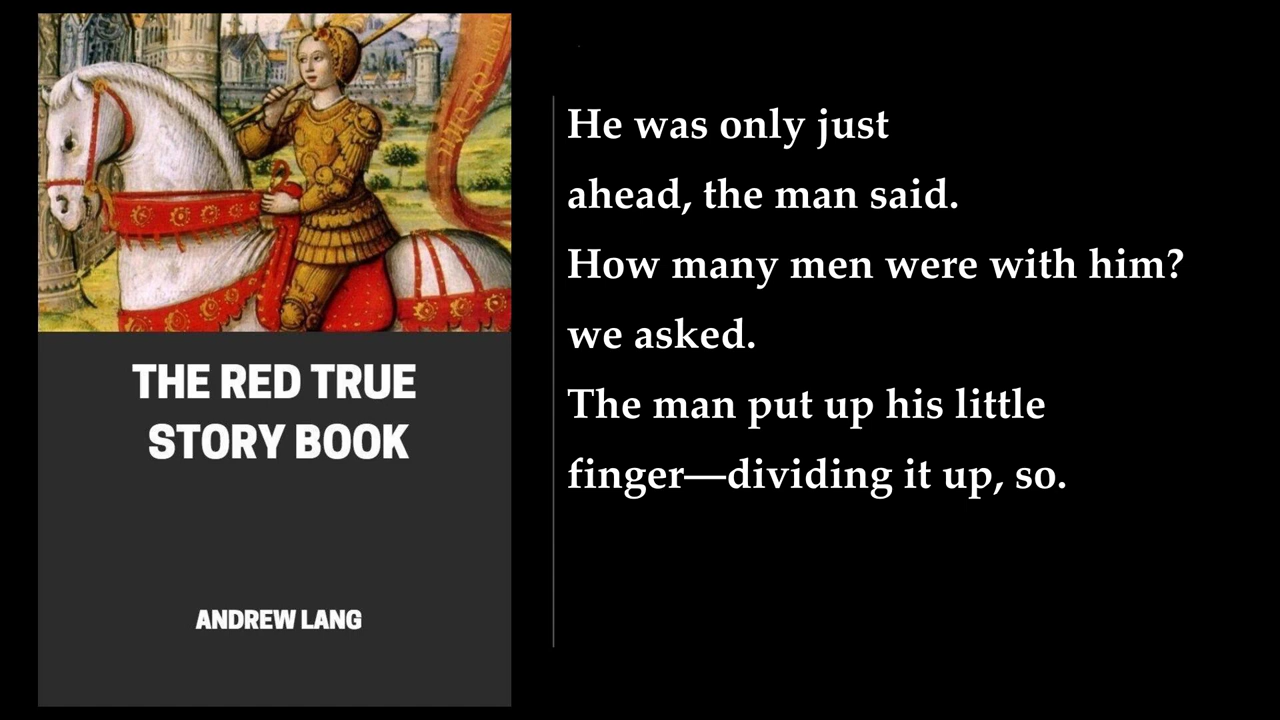 THE RED TRUE
STORY BOOK
ANDREW LANG
He was only just
ahead, the man said.
How many men were with him?
we asked.
The man put up his little
finger—dividing it up, so.